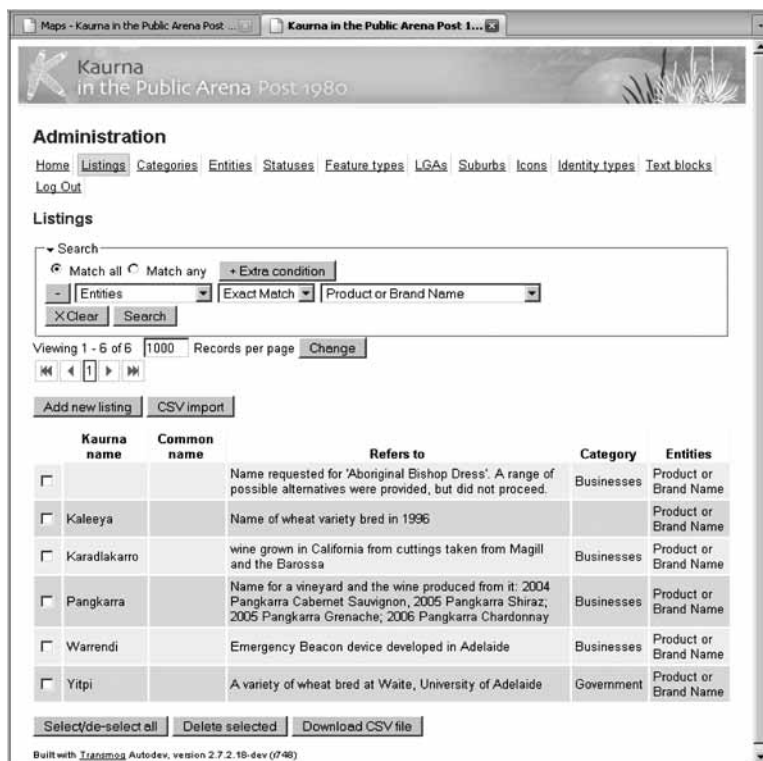 Maps - Kaurna in the Public Arena Post ...
Kaurna in the Public Arena Post 1...
Kaurna
in the Public Arena Post 1980
Administration
Home Listings Categories Entities Statuses Feature types LGAs Suburbs Icons Identity types Text blocks
Log Out
Listings
Search
Match all Match any + Extra condition
- Entities Exact Match Product or Brand Name
X Clear Search
Viewing 1 - 6 of 6 1000 Records per page Change
1
Add new listing CSV import
Kaurna name Common name Refers to Category Entities
Name requested for 'Aboriginal Bishop Dress'. A range of
possible alternatives were provided, but did not proceed.
Businesses
Product or
Brand Name
Kaleeya
Name of wheat variety bred in 1996
Product or
Brand Name
Karadlakarro
wine grown in California from cuttings taken from Magill
and the Barossa
Businesses
Product or
Brand Name
Pangkarra
Name for a vineyard and the wine produced from it: 2004
Pangkarra Cabernet Sauvignon, 2005 Pangkarra Shiraz;
2005 Pangkarra Grenache; 2006 Pangkarra Chardonnay
Businesses
Product or
Brand Name
Warrendi
Emergency Beacon device developed in Adelaide
Businesses
Product or
Brand Name
Yitpi
A variety of wheat bred at Waite, University of Adelaide
Government
Product or
Brand Name
Select/de-select all Delete selected Download CSV file
Built with Transmog Autodev, version 2.7.2.18-dev (r748)